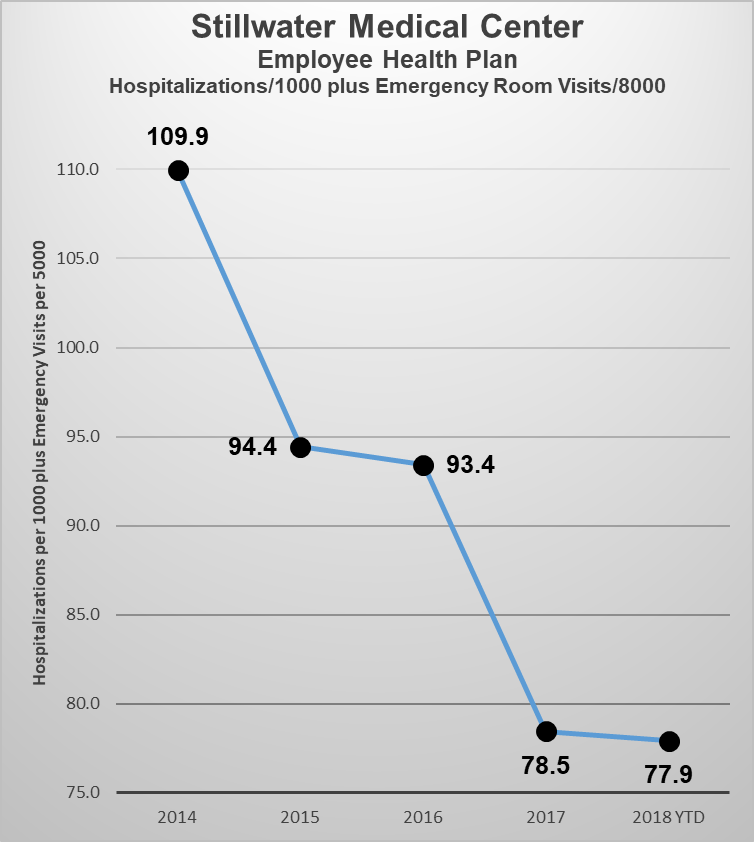 Stillwater Medical Center
Employee Health Plan
Hospitalizations/1000 plus Emergency Room Visits/8000
109.9
110.0
105.0
100.0
95.0
94.4
93.4
90.0
85.0
80.0
78.5
77.9
75.0
Hospitalizations per 1000 plus Emergency Visits per 5000
2014 2015 2016 2017 2018 YTD